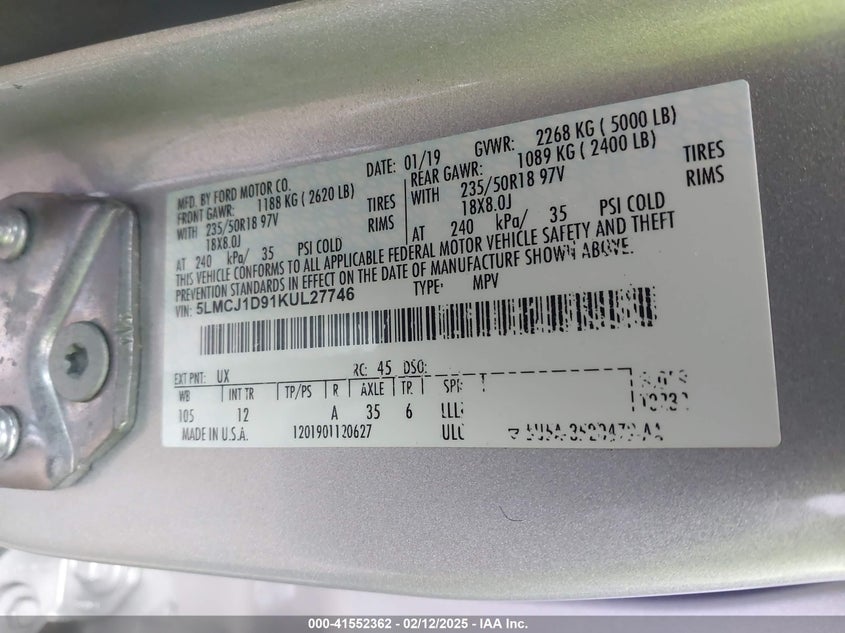 MFD. BY FORD MOTOR CO.
DATE: 01/19 GVWR: 2268 KG ( 5000 LB)
FRONT GAWR: 1188 KG ( 2620 LB) REAR GAWR: 1089 KG ( 2400 LB)
WITH 235/50R18 97V TIRES WITH 235/50R18 97V TIRES
18X8.0J RIMS 18X8.0J RIMS
AT 240 kPa/ 35 PSI COLD AT 240 kPa/ 35 PSI COLD
THIS VEHICLE CONFORMS TO ALL APPLICABLE FEDERAL MOTOR VEHICLE SAFETY AND THEFT
PREVENTION STANDARDS IN EFFECT ON THE DATE OF MANUFACTURE SHOWN ABOVE.
VIN: 5LMCJ1D91KUL27746 TYPE: MPV
EXT PNT: UX RC: 45 DSO:
WB INT TR TP/PS R AXLE TR SPR
105 12 A 35 6
MADE IN U.S.A. 1201901120627
000-41552362 - 02/12/2025 - IAA Inc.